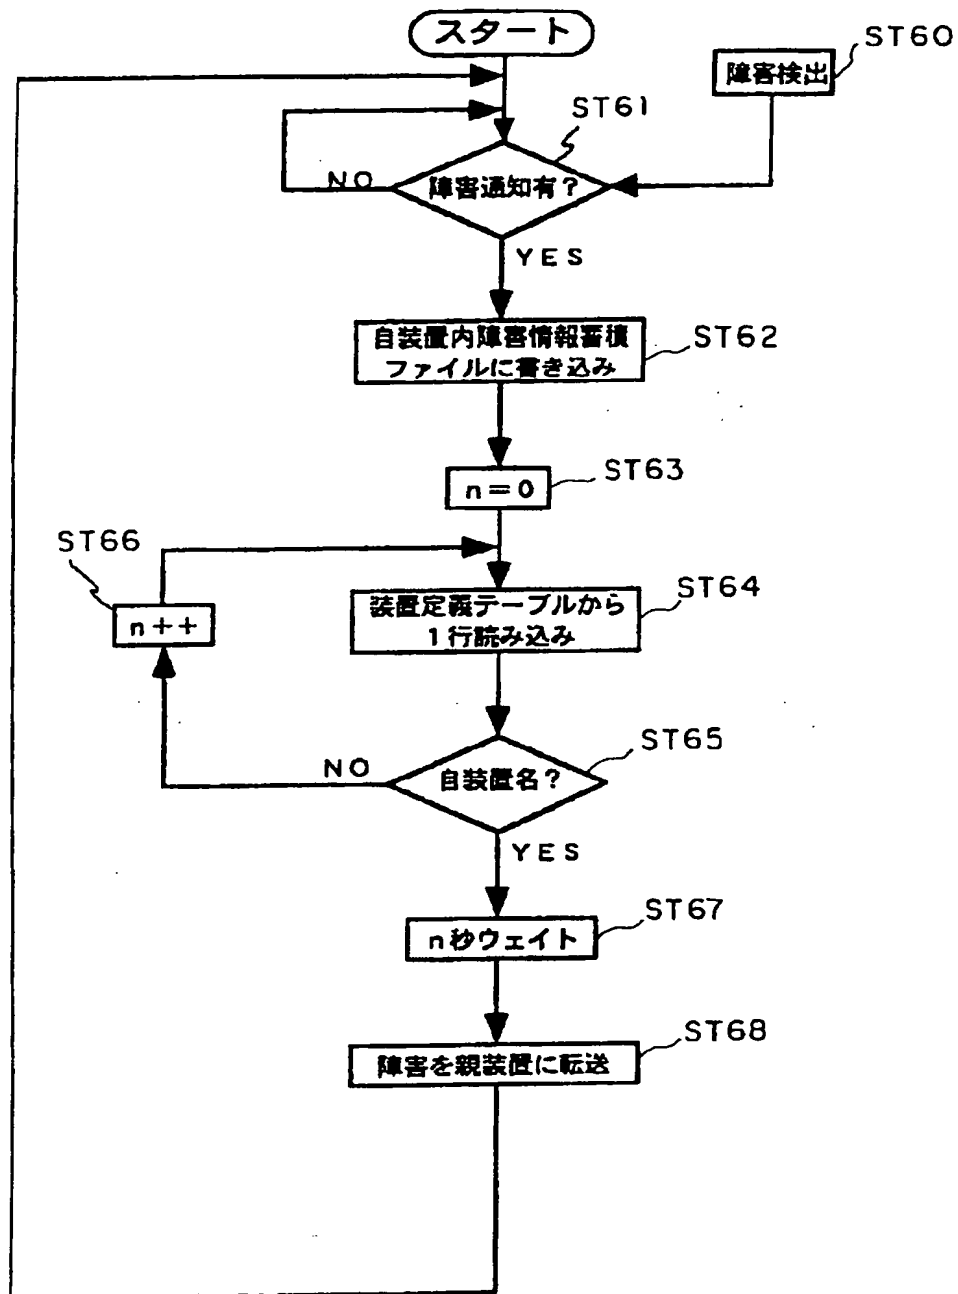 スタート
障害検出
ST60
ST61
障害通知有?
NO
YES
自装置内障害情報蓄積
ファイルに書き込み
ST62
n=0
ST63
ST66
n++
装置定義テーブルから
1行読み込み
ST64
自装置名?
ST65
NO
YES
n秒ウェイト
ST67
障害を親装置に転送
ST68